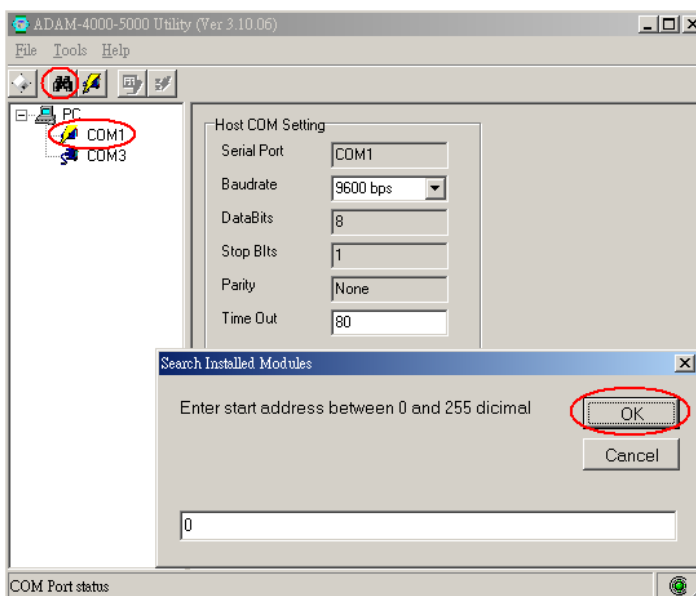 ADAM-4000-5000 Utility (Ver 3.10.06)
File Tools Help
PC
COM1
COM3
Host COM Setting
Serial Port COM1
Baudrate 9600 bps
DataBits 8
Stop BIts 1
Parity None
Time Out 80
Search Installed Modules
Enter start address between 0 and 255 dicimal
OK
Cancel
0
COM Port status